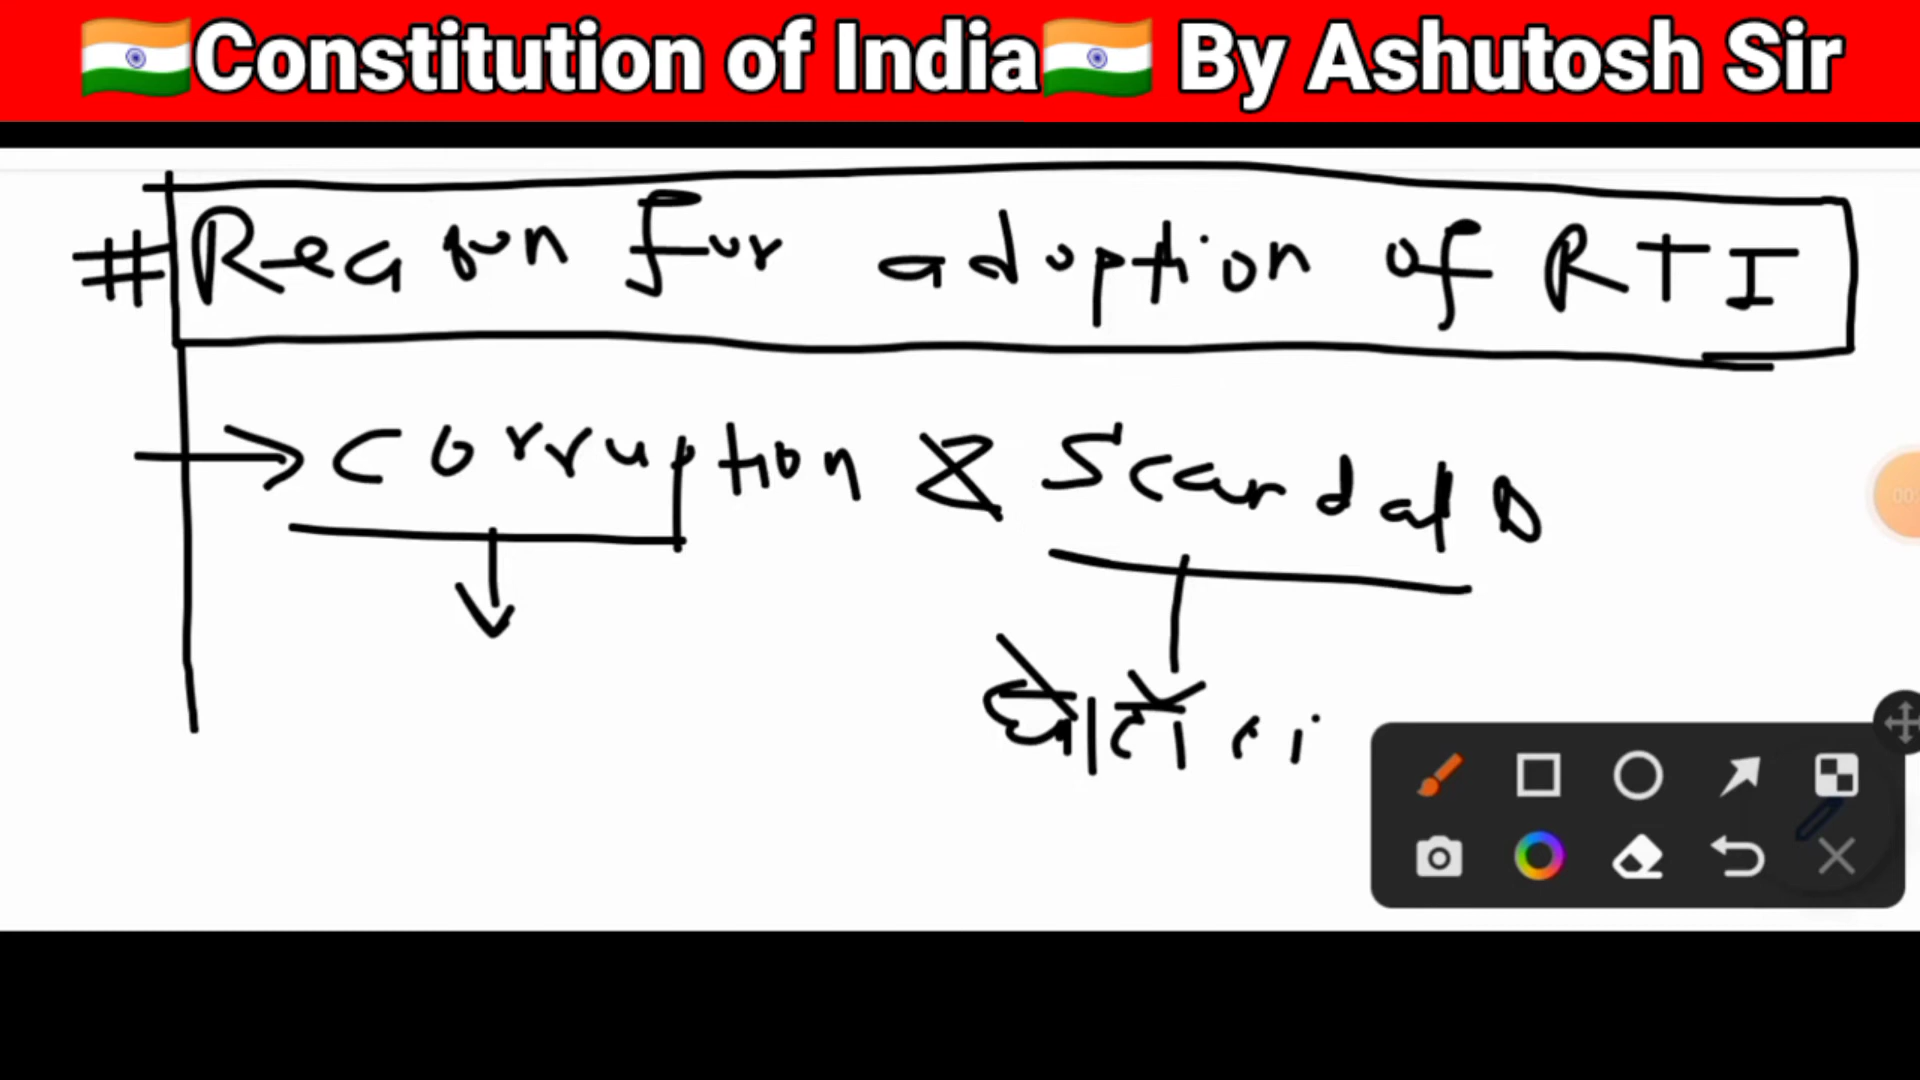 🇮🇳Constitution of India🇮🇳 By Ashutosh Sir
# Reason for adoption of RTI
→ Corruption & Scandals